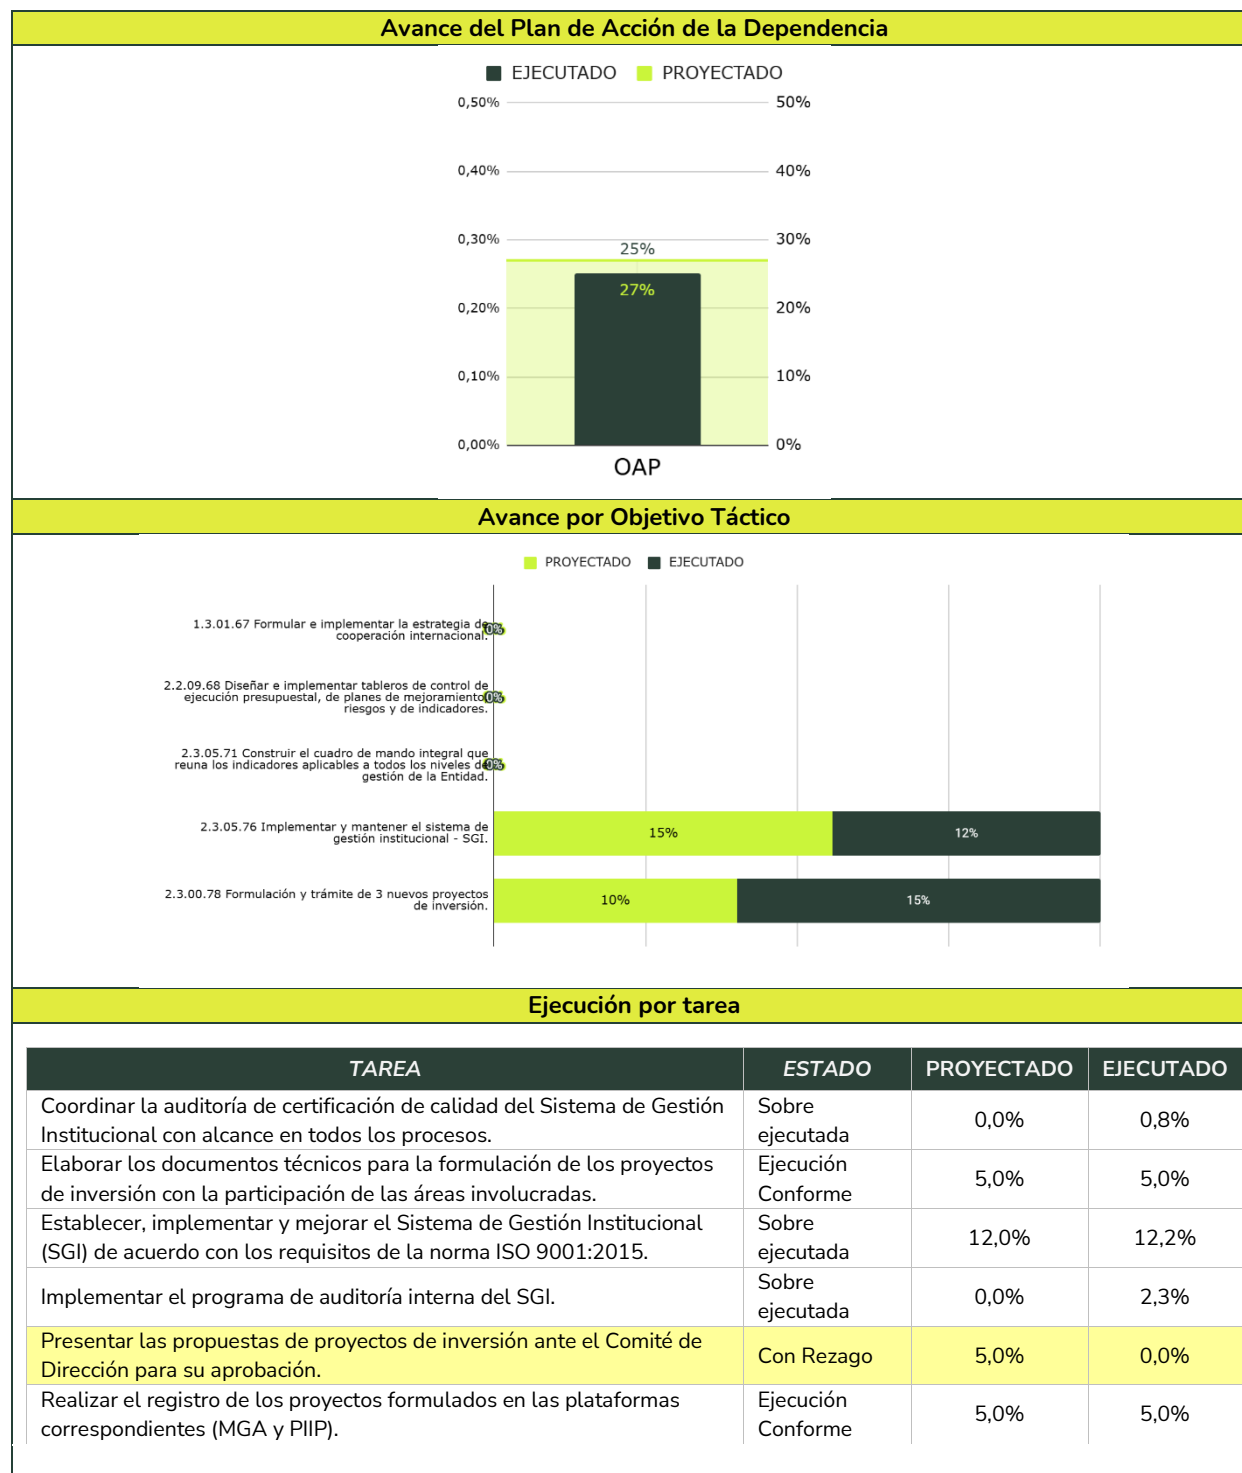 Avance del Plan de Acción de la Dependencia
EJECUTADO PROYECTADO
0,50% 50%
0,40% 40%
0,30% 30%
25%
27%
0,20% 20%
0,10% 10%
0,00% 0%
OAP
Avance por Objetivo Táctico
PROYECTADO EJECUTADO
1.3.01.67 Formular e implementar la estrategia de
cooperación internacional.
0%
2.2.09.68 Diseñar e implementar tableros de control de
ejecución presupuestal, de planes de mejoramiento,
riesgos y de indicadores.
0%
2.3.05.71 Construir el cuadro de mando integral que
reuna los indicadores aplicables a todos los niveles de
gestión de la Entidad.
0%
2.3.05.76 Implementar y mantener el sistema de
gestión institucional - SGI.
15% 12%
2.3.00.78 Formulación y trámite de 3 nuevos proyectos
de inversión.
10% 15%
Ejecución por tarea
TAREA ESTADO PROYECTADO EJECUTADO
Coordinar la auditoría de certificación de calidad del Sistema de Gestión
Institucional con alcance en todos los procesos.
Sobre
ejecutada
0,0% 0,8%
Elaborar los documentos técnicos para la formulación de los proyectos
de inversión con la participación de las áreas involucradas.
Ejecución
Conforme
5,0% 5,0%
Establecer, implementar y mejorar el Sistema de Gestión Institucional
(SGI) de acuerdo con los requisitos de la norma ISO 9001:2015.
Sobre
ejecutada
12,0% 12,2%
Implementar el programa de auditoría interna del SGI.
Sobre
ejecutada
0,0% 2,3%
Presentar las propuestas de proyectos de inversión ante el Comité de
Dirección para su aprobación.
Con Rezago
5,0% 0,0%
Realizar el registro de los proyectos formulados en las plataformas
correspondientes (MGA y PIIP).
Ejecución
Conforme
5,0% 5,0%